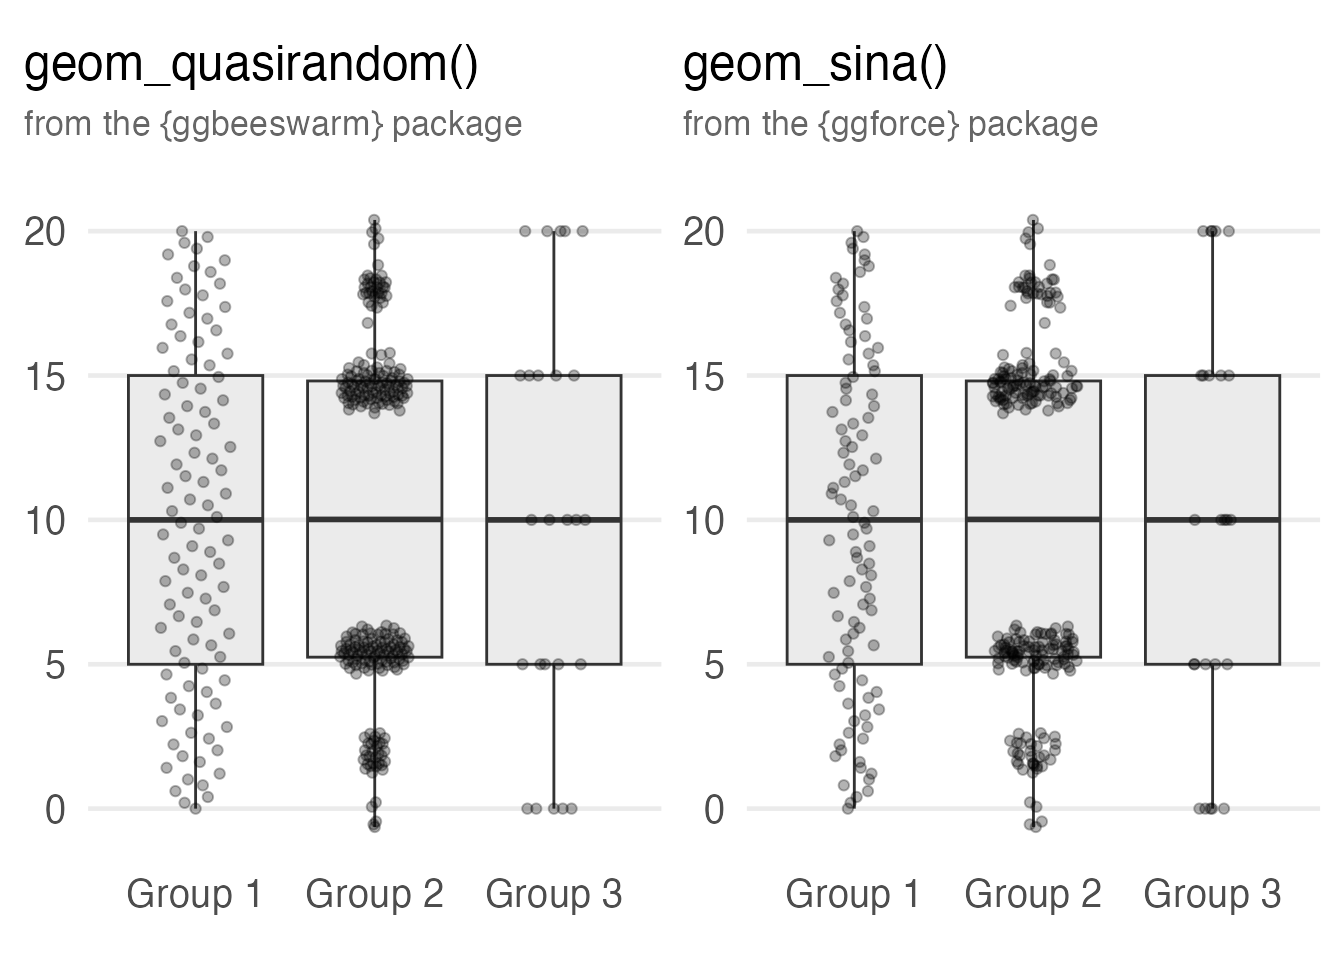 geom_quasirandom()
from the {ggbeeswarm} package
20
15
10
5
0
Group 1 Group 2 Group 3
geom_sina()
from the {ggforce} package
20
15
10
5
0
Group 1 Group 2 Group 3